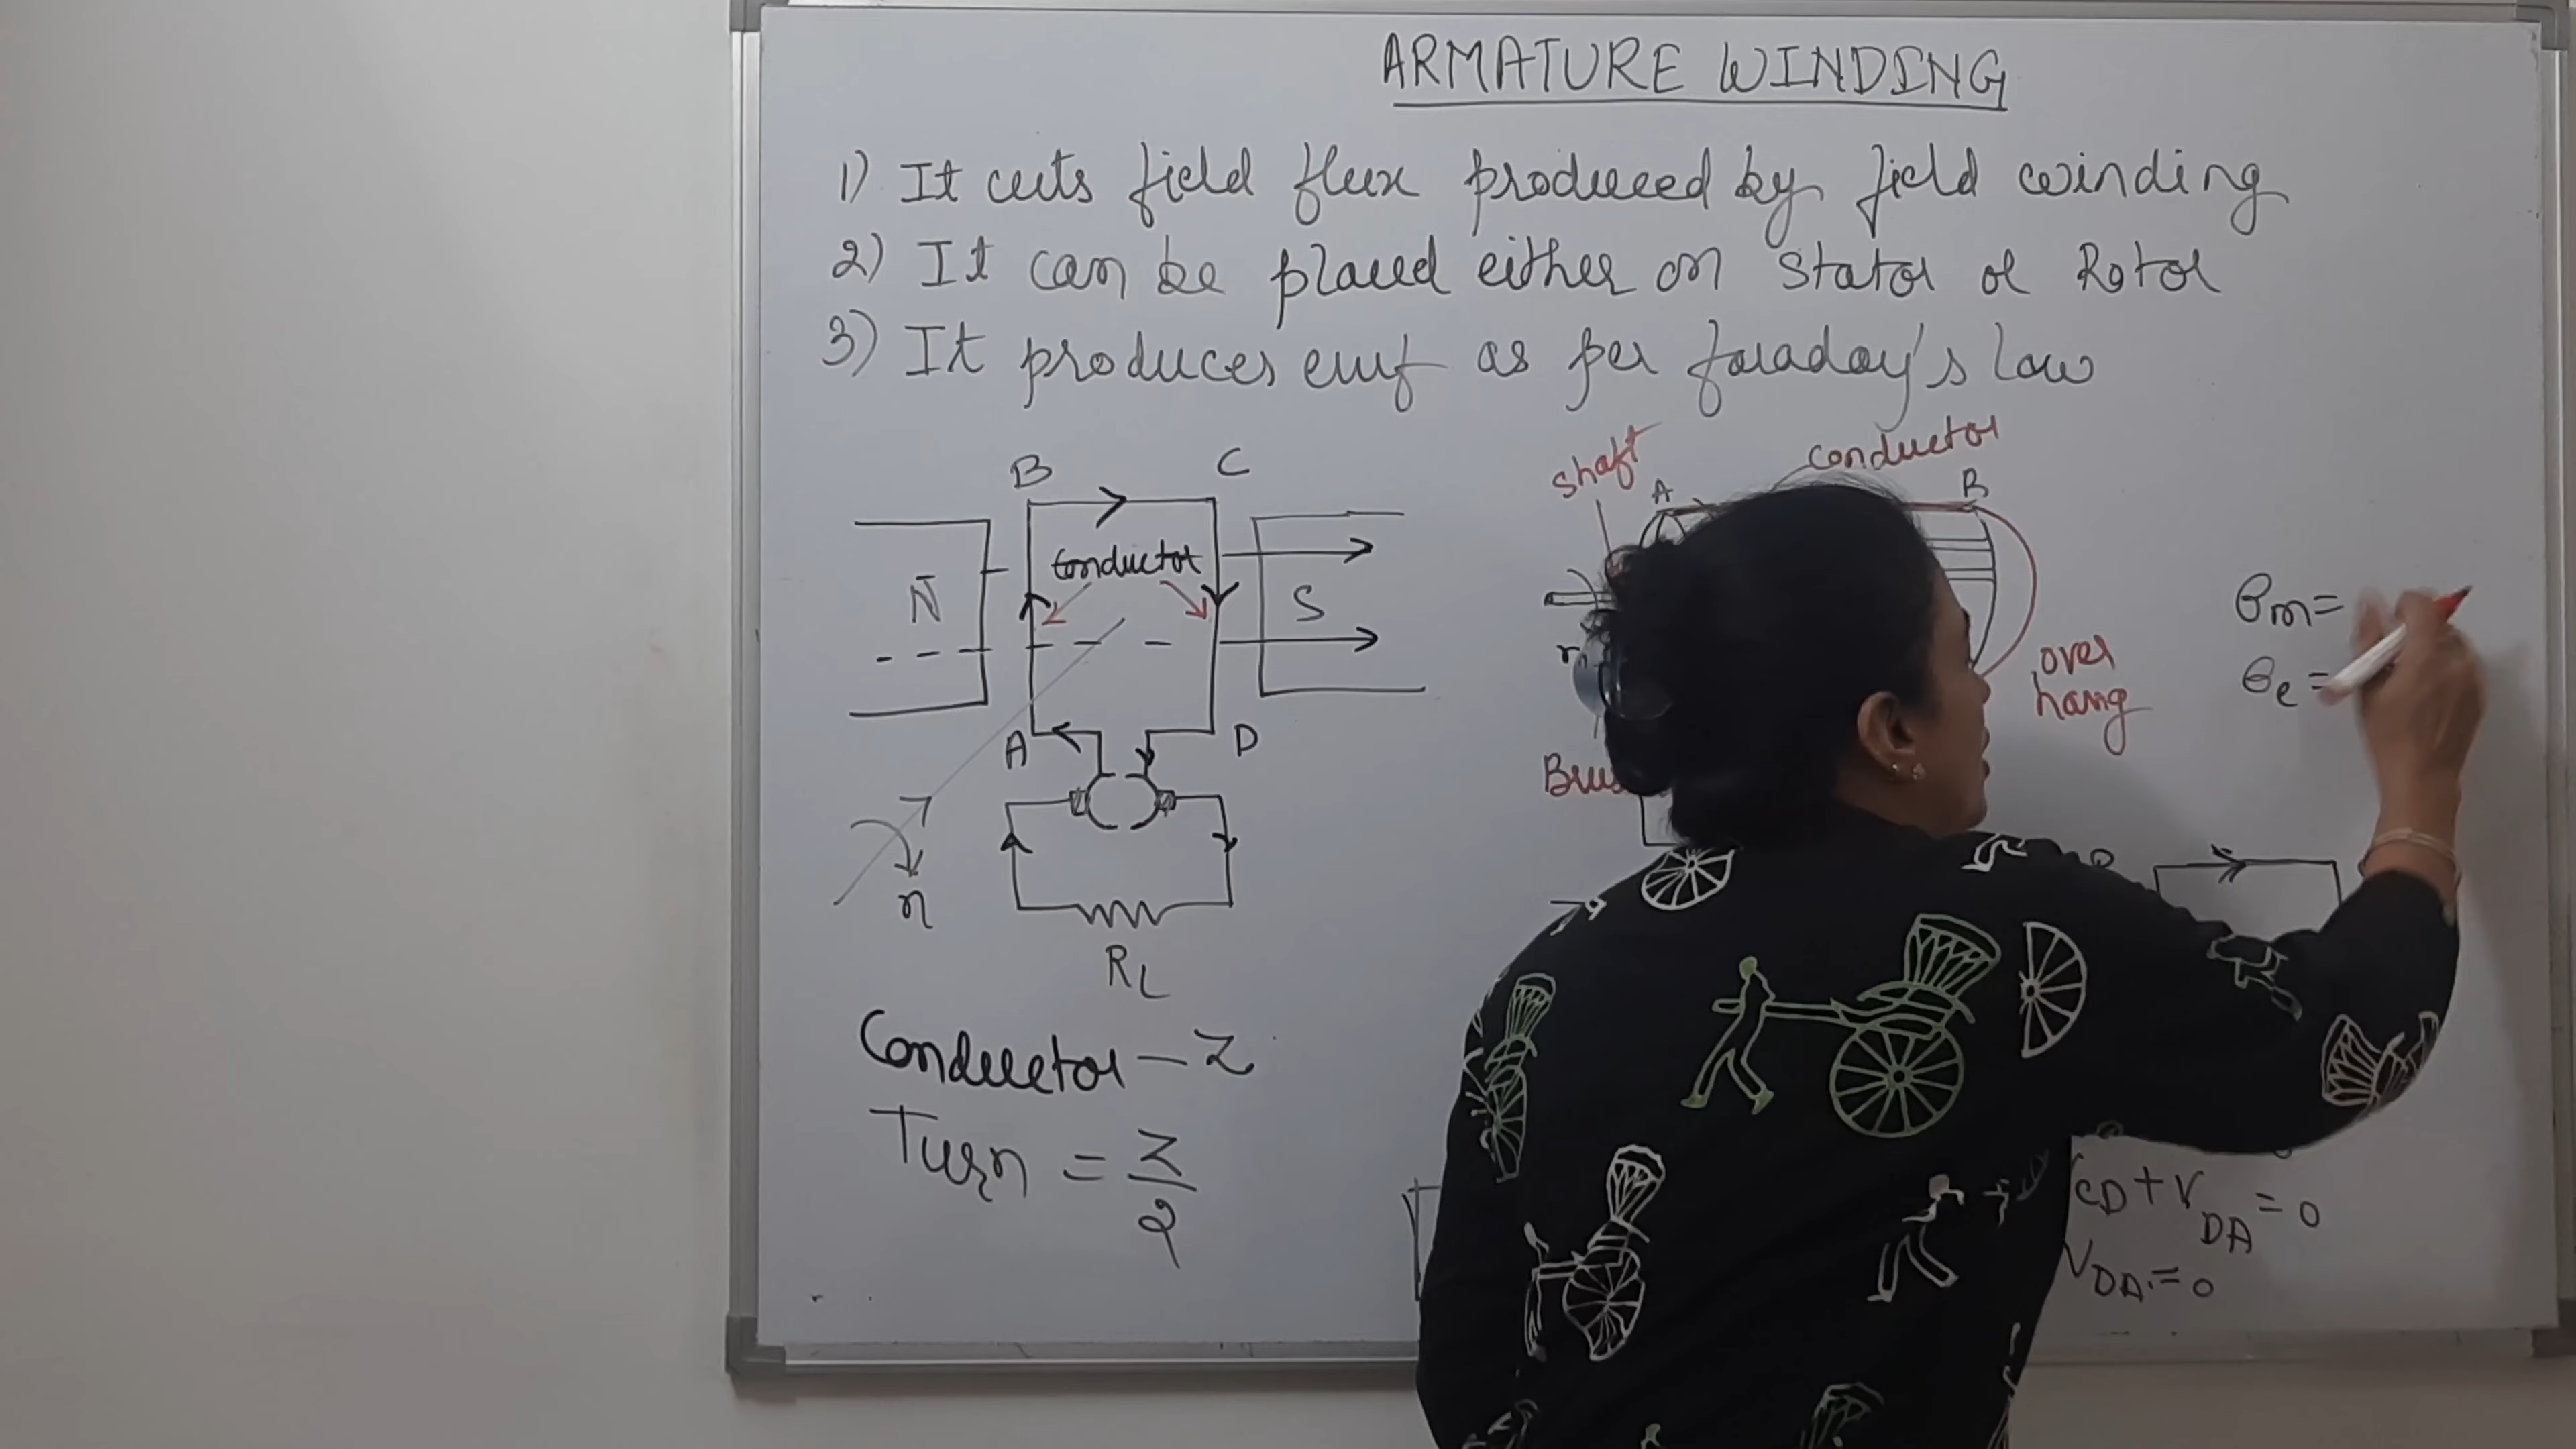 ARMATURE WINDING
1) It cuts field flux produced by field winding
2) It can be placed either on Stator or Rotor
3) It produces emf as per faraday's law
B C
Conductor
N S
A D
n
RL
Conductor - Z
Turn = Z/2
shaft
conductor
A B
over
hang
θm =
θe =
CD + VDA = 0
VDA = 0